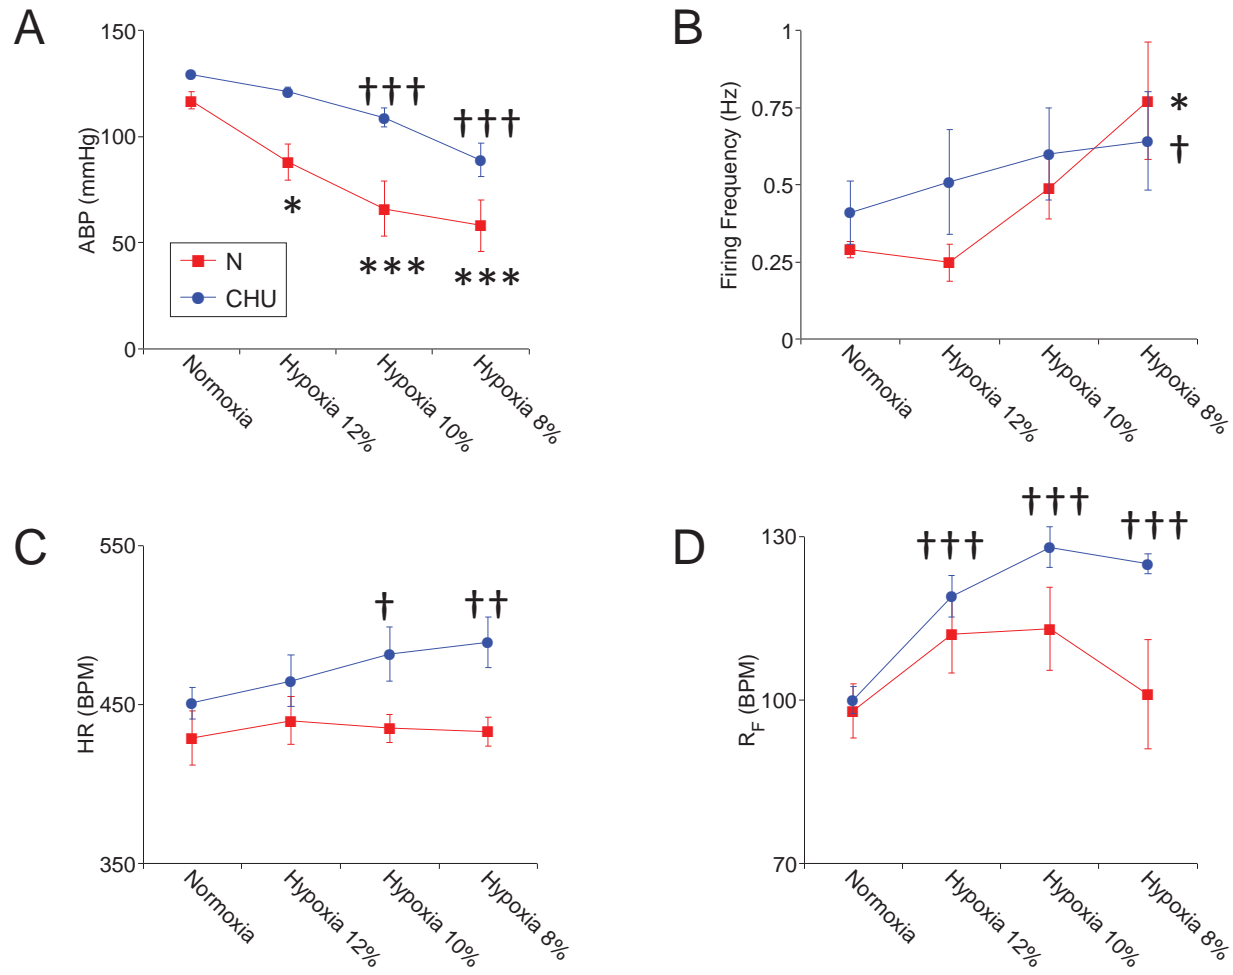 A
150
100
50
0
ABP (mmHg)
†††
†††
*
***
***
N
CHU
Normoxia
Hypoxia 12%
Hypoxia 10%
Hypoxia 8%
B
1
0.75
0.5
0.25
0
Firing Frequency (Hz)
*
†
Normoxia
Hypoxia 12%
Hypoxia 10%
Hypoxia 8%
C
550
450
350
HR (BPM)
†
††
Normoxia
Hypoxia 12%
Hypoxia 10%
Hypoxia 8%
D
130
100
70
RF (BPM)
†††
†††
†††
Normoxia
Hypoxia 12%
Hypoxia 10%
Hypoxia 8%